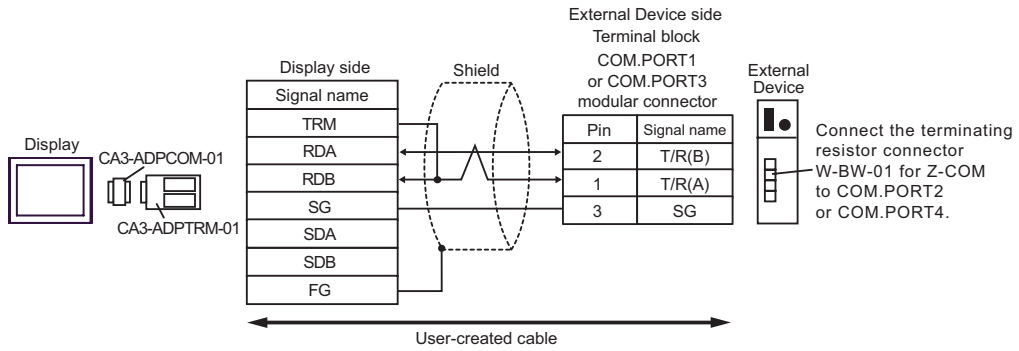 External Device side
Terminal block
COM.PORT1
or COM.PORT3
modular connector
Display side
Shield
External
Device
Signal name
TRM
RDA
RDB
SG
SDA
SDB
FG
Pin
Signal name
2
T/R(B)
1
T/R(A)
3
SG
Display
CA3-ADPCOM-01
CA3-ADPTRM-01
Connect the terminating
resistor connector
W-BW-01 for Z-COM
to COM.PORT2
or COM.PORT4.
User-created cable